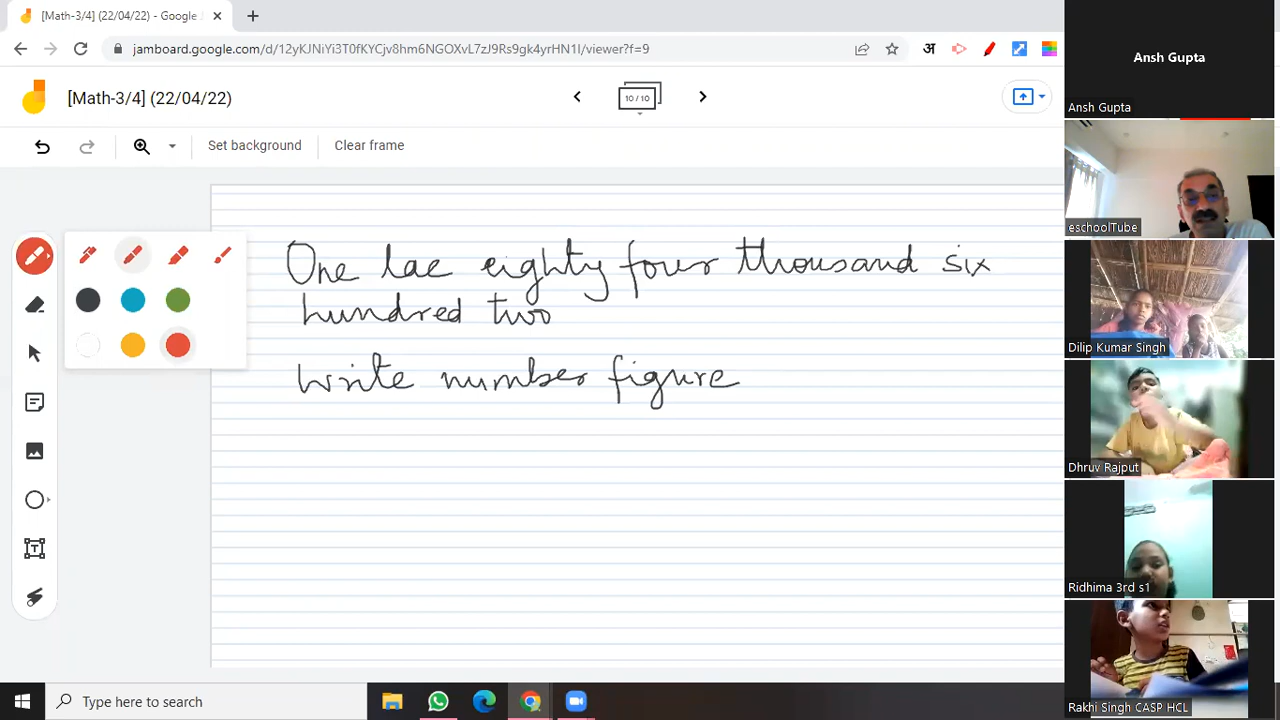 [Math-3/4] (22/04/22) - Google J
jamboard.google.com/d/12yKJNiYi3TDKYCjv8hm6NGOXvL7zJ9Rs9gk4yrHN1I/viewer?f=9
अ
[Math-3/4] (22/04/22)
10 / 10
Set background
Clear frame
One lac eighty four thousand six
hundred two
Write number figure
Ansh Gupta
Ansh Gupta
eschoolTube
Dilip Kumar Singh
Dhruv Rajput
Ridhima 3rd s1
Rakhi Singh CASP HCL
Type here to search